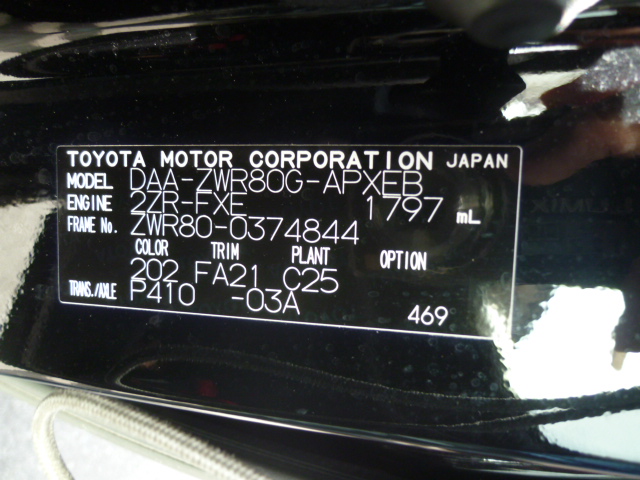 TOYOTA MOTOR CORPORATION JAPAN
MODEL DAA-ZWR80G-APXEB
ENGINE 2ZR-FXE 1797 mL
FRAME No. ZWR80-0374844
COLOR TRIM PLANT OPTION
202 FA21 C25
TRANS./AXLE P410 -03A
469